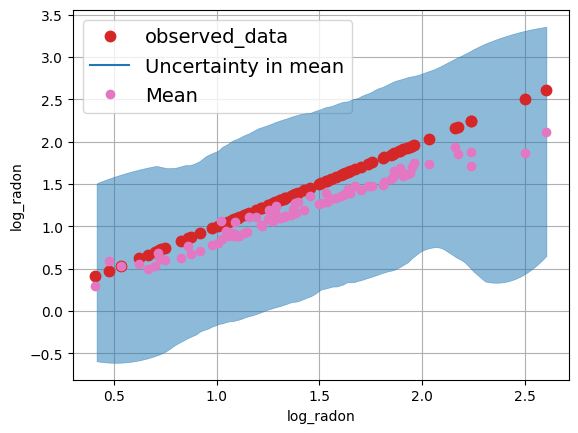 3.5
3.0
2.5
2.0
1.5
1.0
0.5
0.0
−0.5
log_radon
observed_data
Uncertainty in mean
Mean
0.5 1.0 1.5 2.0 2.5
log_radon